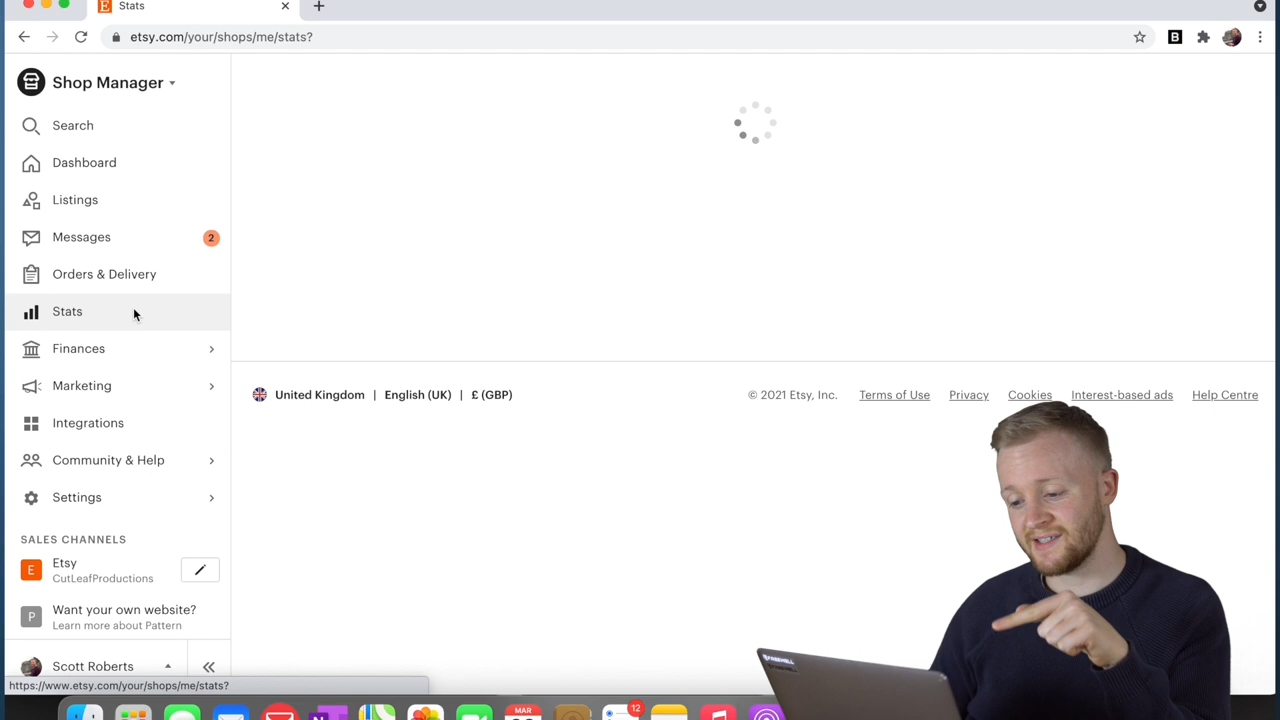 Stats
etsy.com/your/shops/me/stats?
B
Shop Manager
Search
Dashboard
Listings
Messages
2
Orders & Delivery
Stats
Finances
Marketing
Integrations
Community & Help
Settings
United Kingdom | English (UK) | £ (GBP)
© 2021 Etsy, Inc. Terms of Use Privacy Cookies Interest-based ads Help Centre
SALES CHANNELS
E
Etsy
CutLeafProductions
P
Want your own website?
Learn more about Pattern
Scott Roberts
https://www.etsy.com/your/shops/me/stats?
FREEWELL
MAR
12